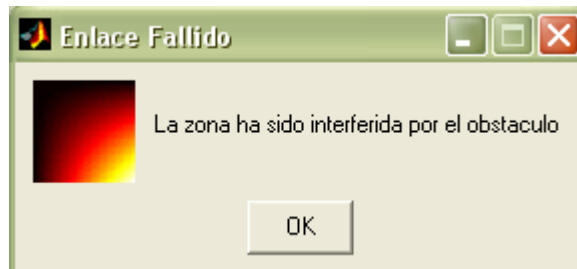 Enlace Fallido
La zona ha sido interferida por el obstaculo
OK